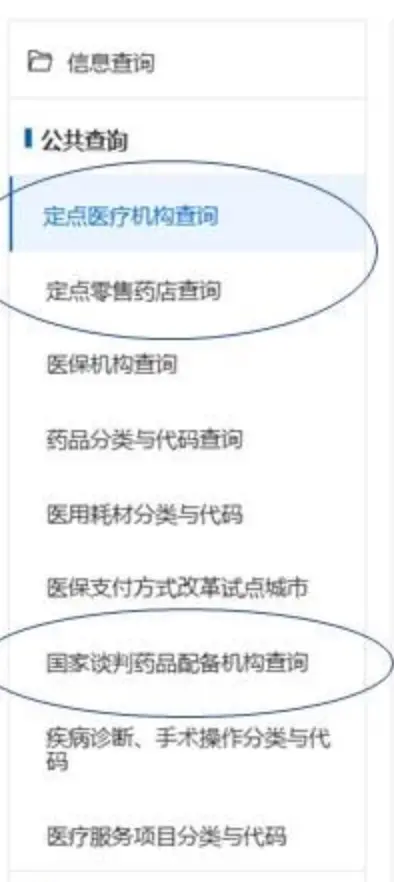 信息查询
公共查询
定点医疗机构查询
定点零售药店查询
医保机构查询
药品分类与代码查询
医用耗材分类与代码
医保支付方式改革试点城市
国家谈判药品配备机构查询
疾病诊断、手术操作分类与代
码
医疗服务项目分类与代码